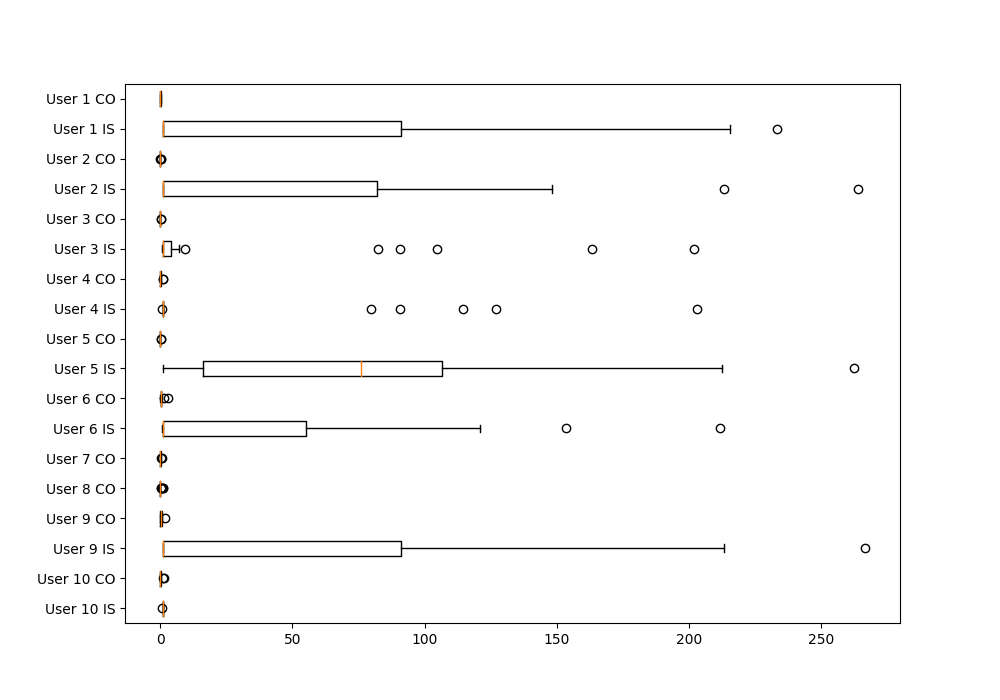 User 1 CO
User 1 IS
User 2 CO
User 2 IS
User 3 CO
User 3 IS
User 4 CO
User 4 IS
User 5 CO
User 5 IS
User 6 CO
User 6 IS
User 7 CO
User 8 CO
User 9 CO
User 9 IS
User 10 CO
User 10 IS
0 50 100 150 200 250